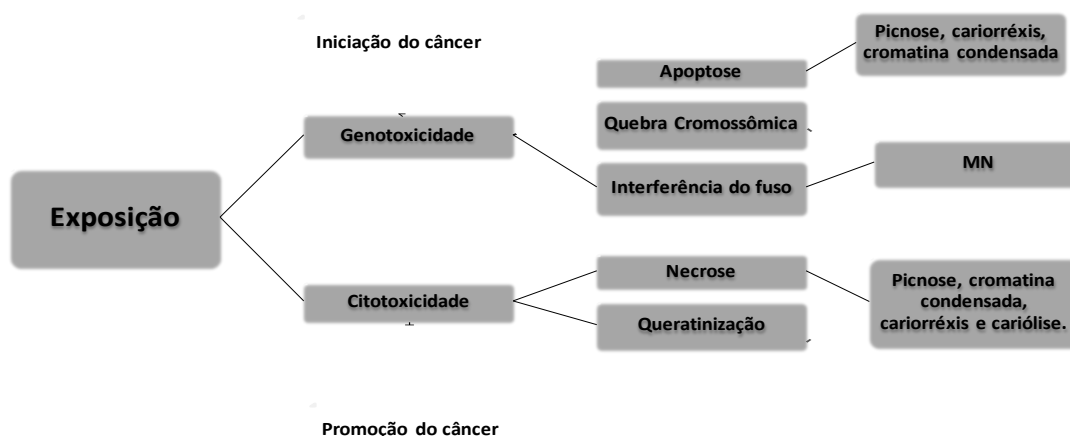 Iniciação do câncer
Picnose, cariorréxis,
cromatina condensada
Apoptose
Quebra Cromossômica
Genotoxicidade
Interferência do fuso
MN
Exposição
Citotoxicidade
Necrose
Queratinização
Picnose, cromatina
condensada,
cariorréxis e cariólise.
Promoção do câncer